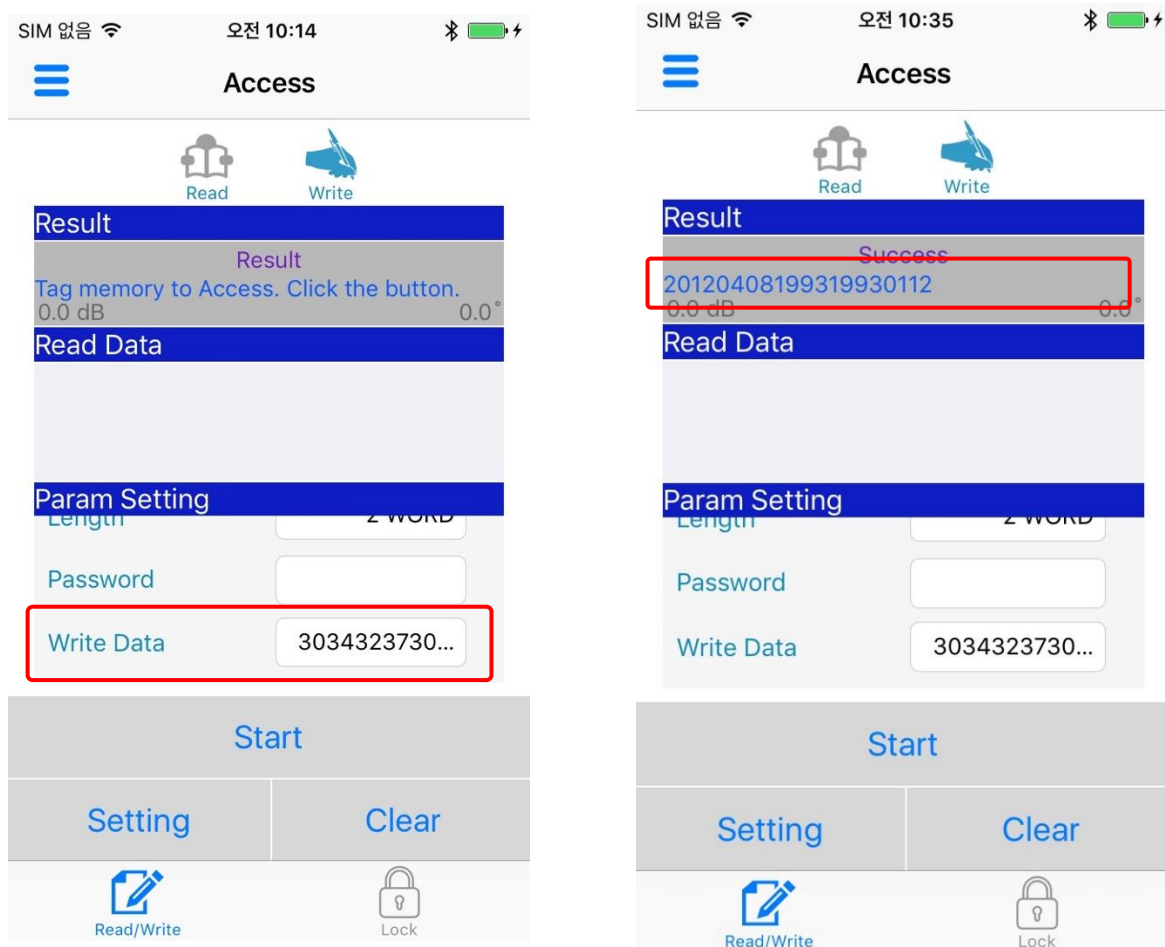 SIM 없음 오전 10:14
Access
Read Write
Result
Result
Tag memory to Access. Click the button.
0.0 dB 0.0°
Read Data
Param Setting
Length 2 WORD
Password
Write Data 3034323730...
Start
Setting Clear
Read/Write Lock
SIM 없음 오전 10:35
Access
Read Write
Result
Success
20120408199319930112
0.0 dB 0.0°
Read Data
Param Setting
Length 2 WORD
Password
Write Data 3034323730...
Start
Setting Clear
Read/Write Lock